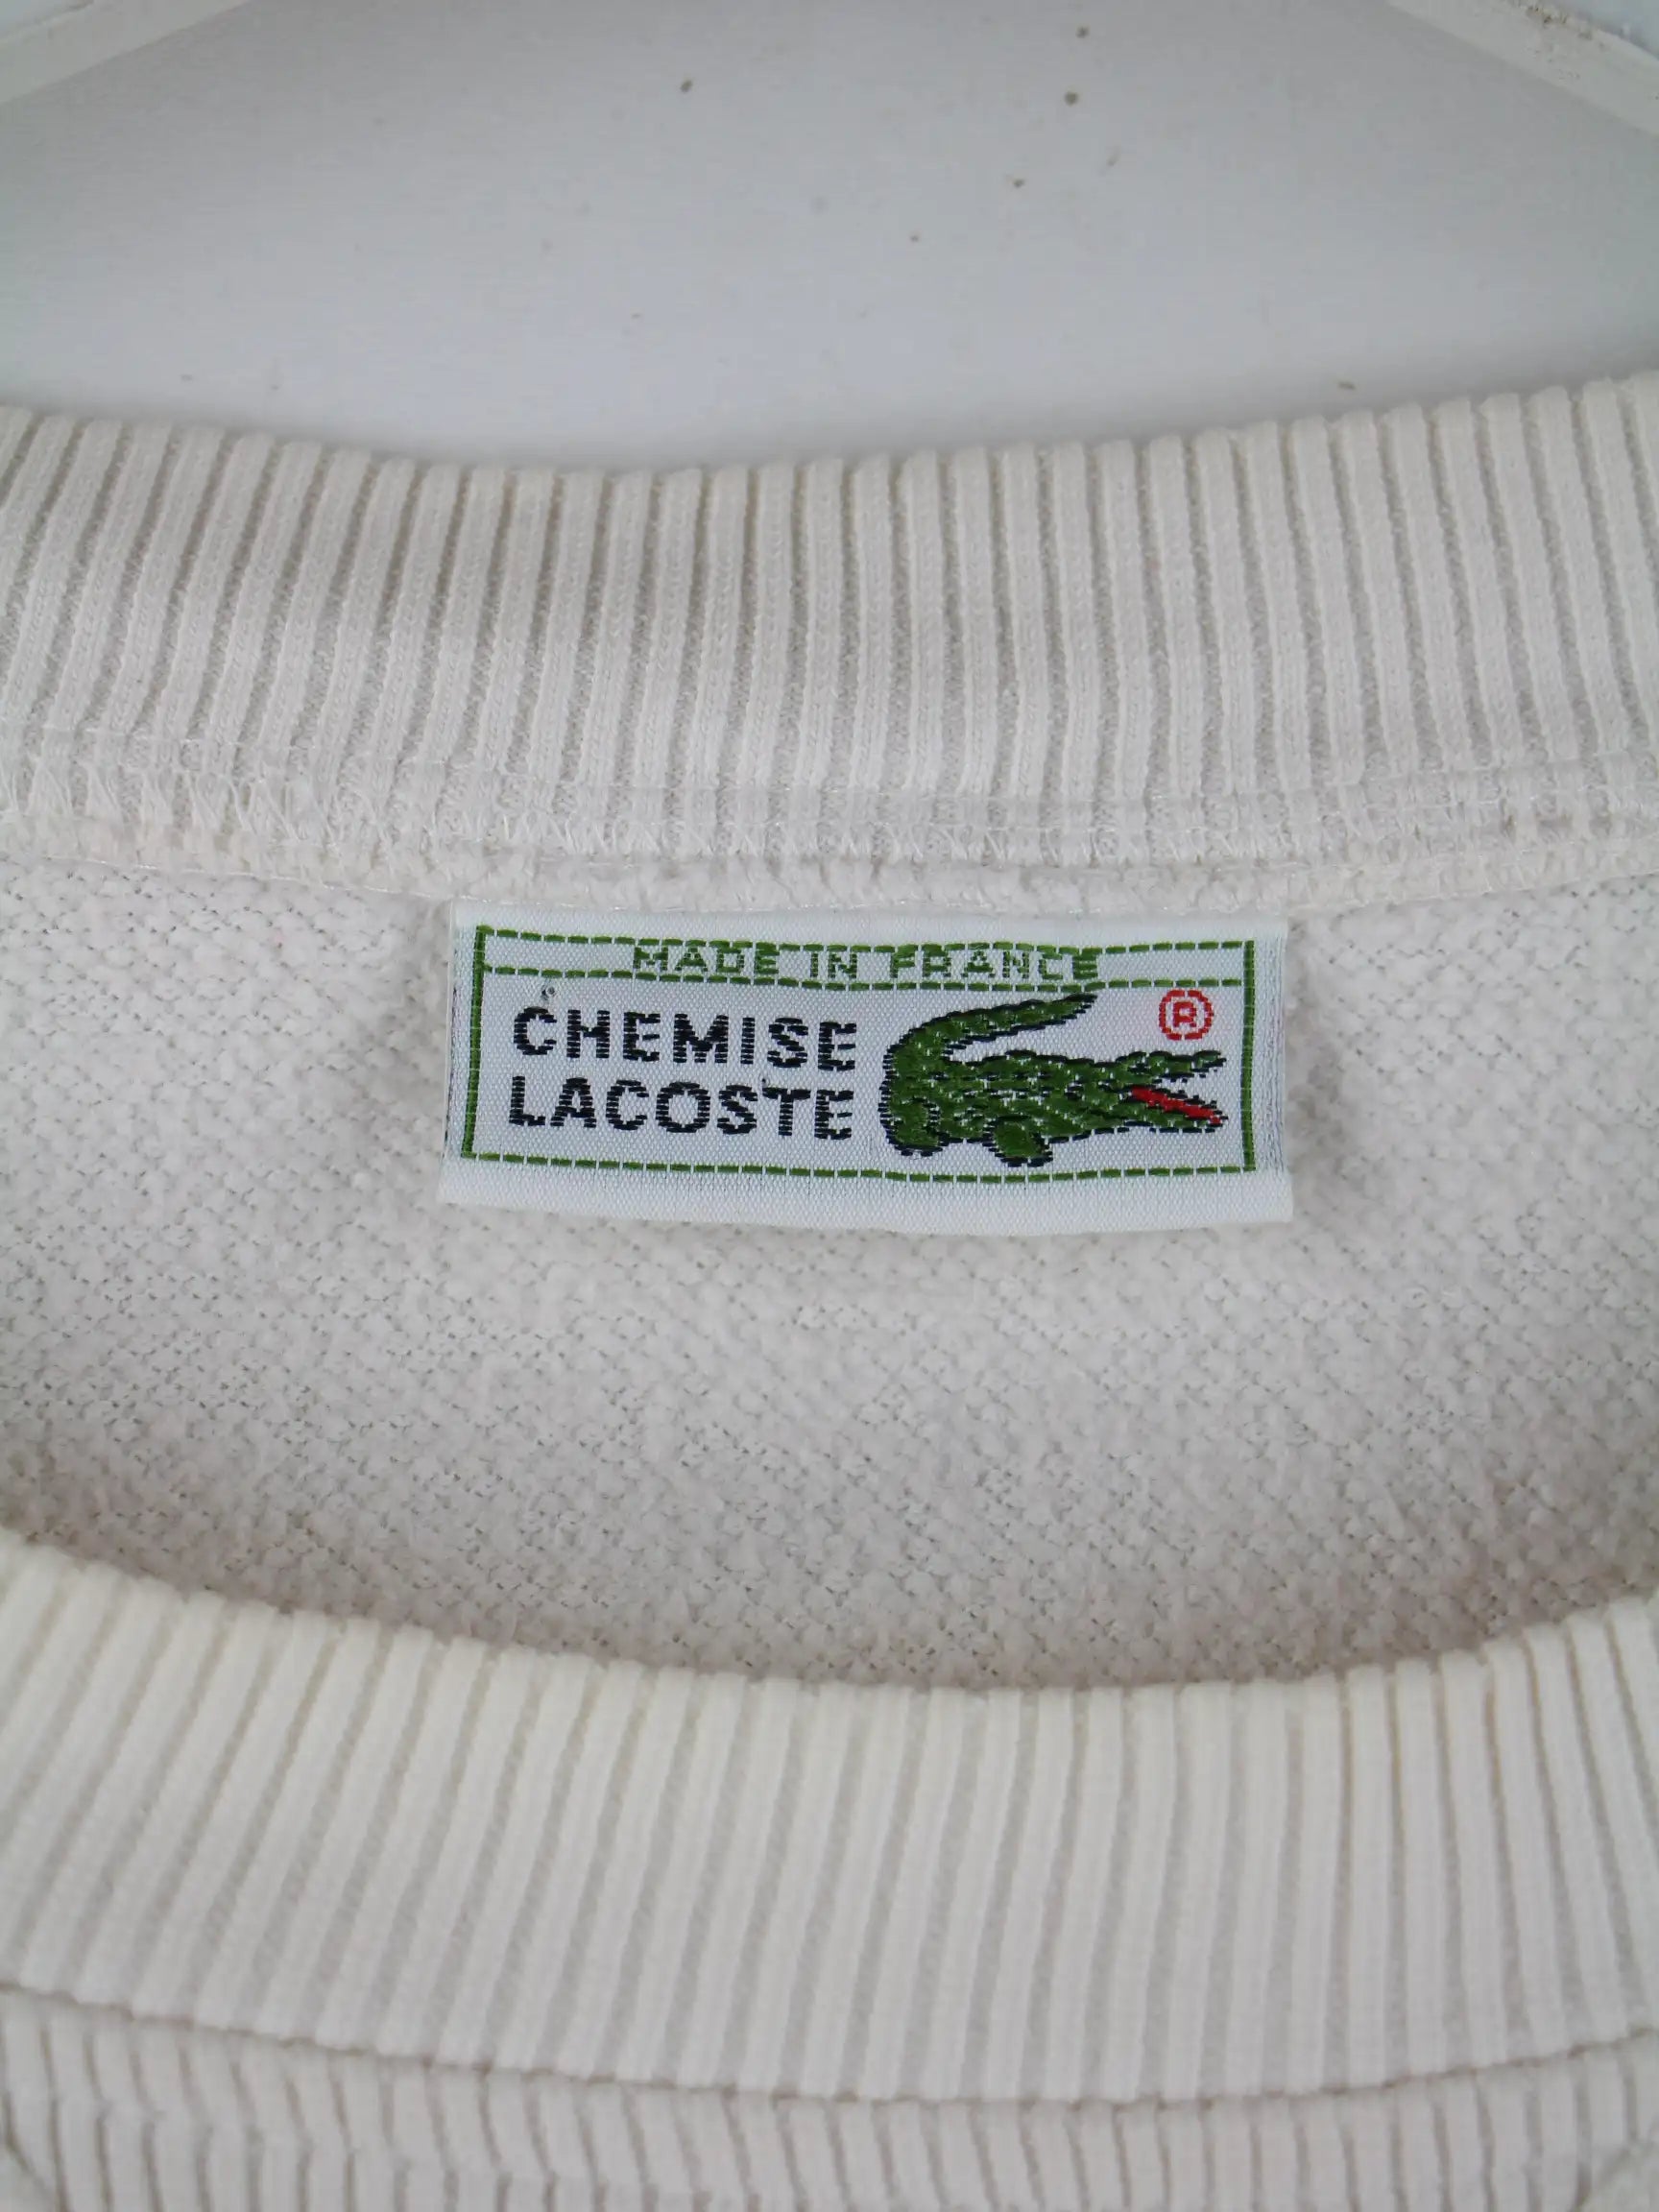 MADE IN FRANCE
CHEMISE
LACOSTE
®